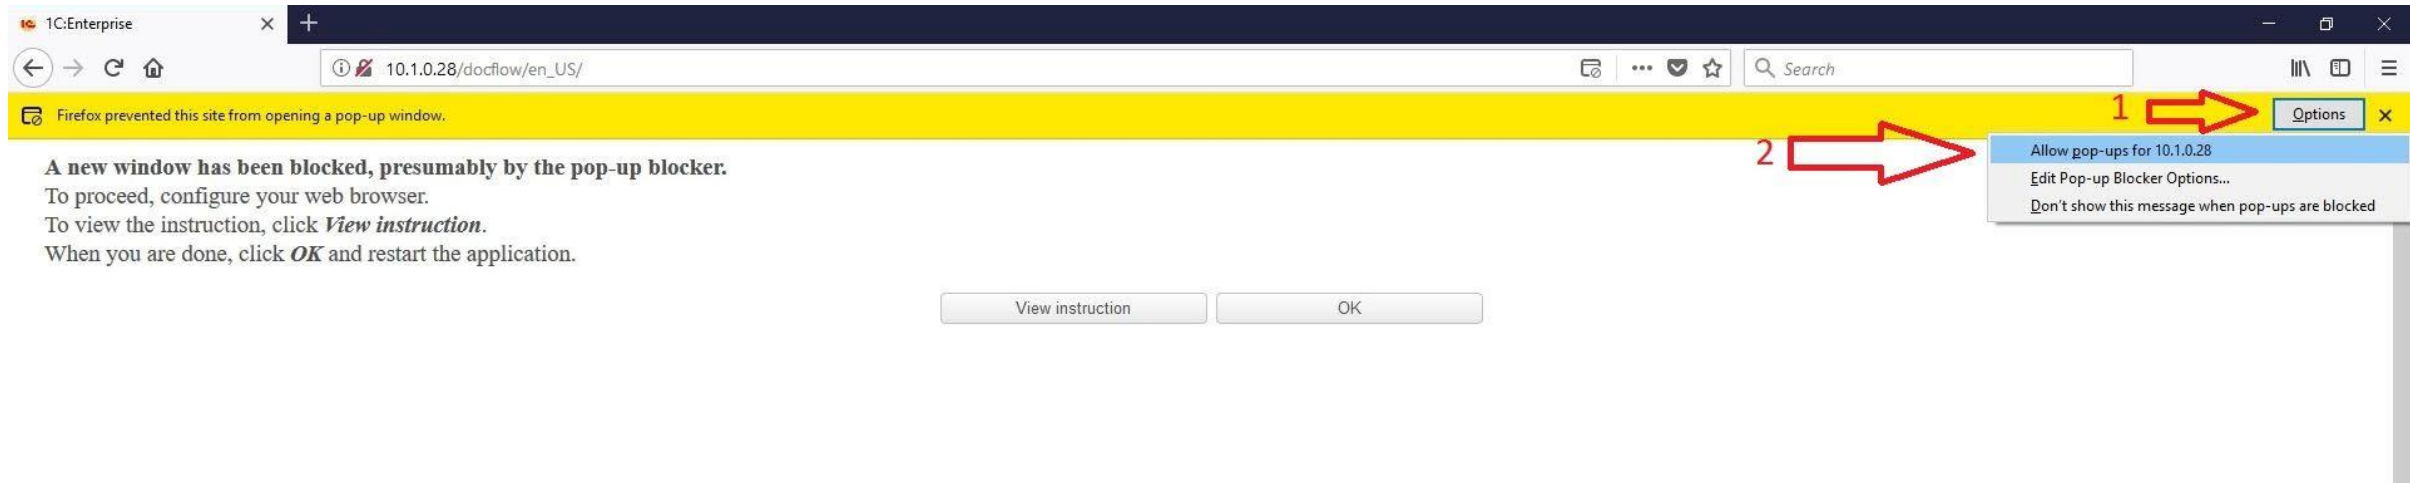 1C:Enterprise
10.1.0.28/docflow/en_US/
Search
Firefox prevented this site from opening a pop-up window.
1
Options
2
Allow pop-ups for 10.1.0.28
Edit Pop-up Blocker Options...
Don't show this message when pop-ups are blocked
A new window has been blocked, presumably by the pop-up blocker.
To proceed, configure your web browser.
To view the instruction, click View instruction.
When you are done, click OK and restart the application.
View instruction
OK